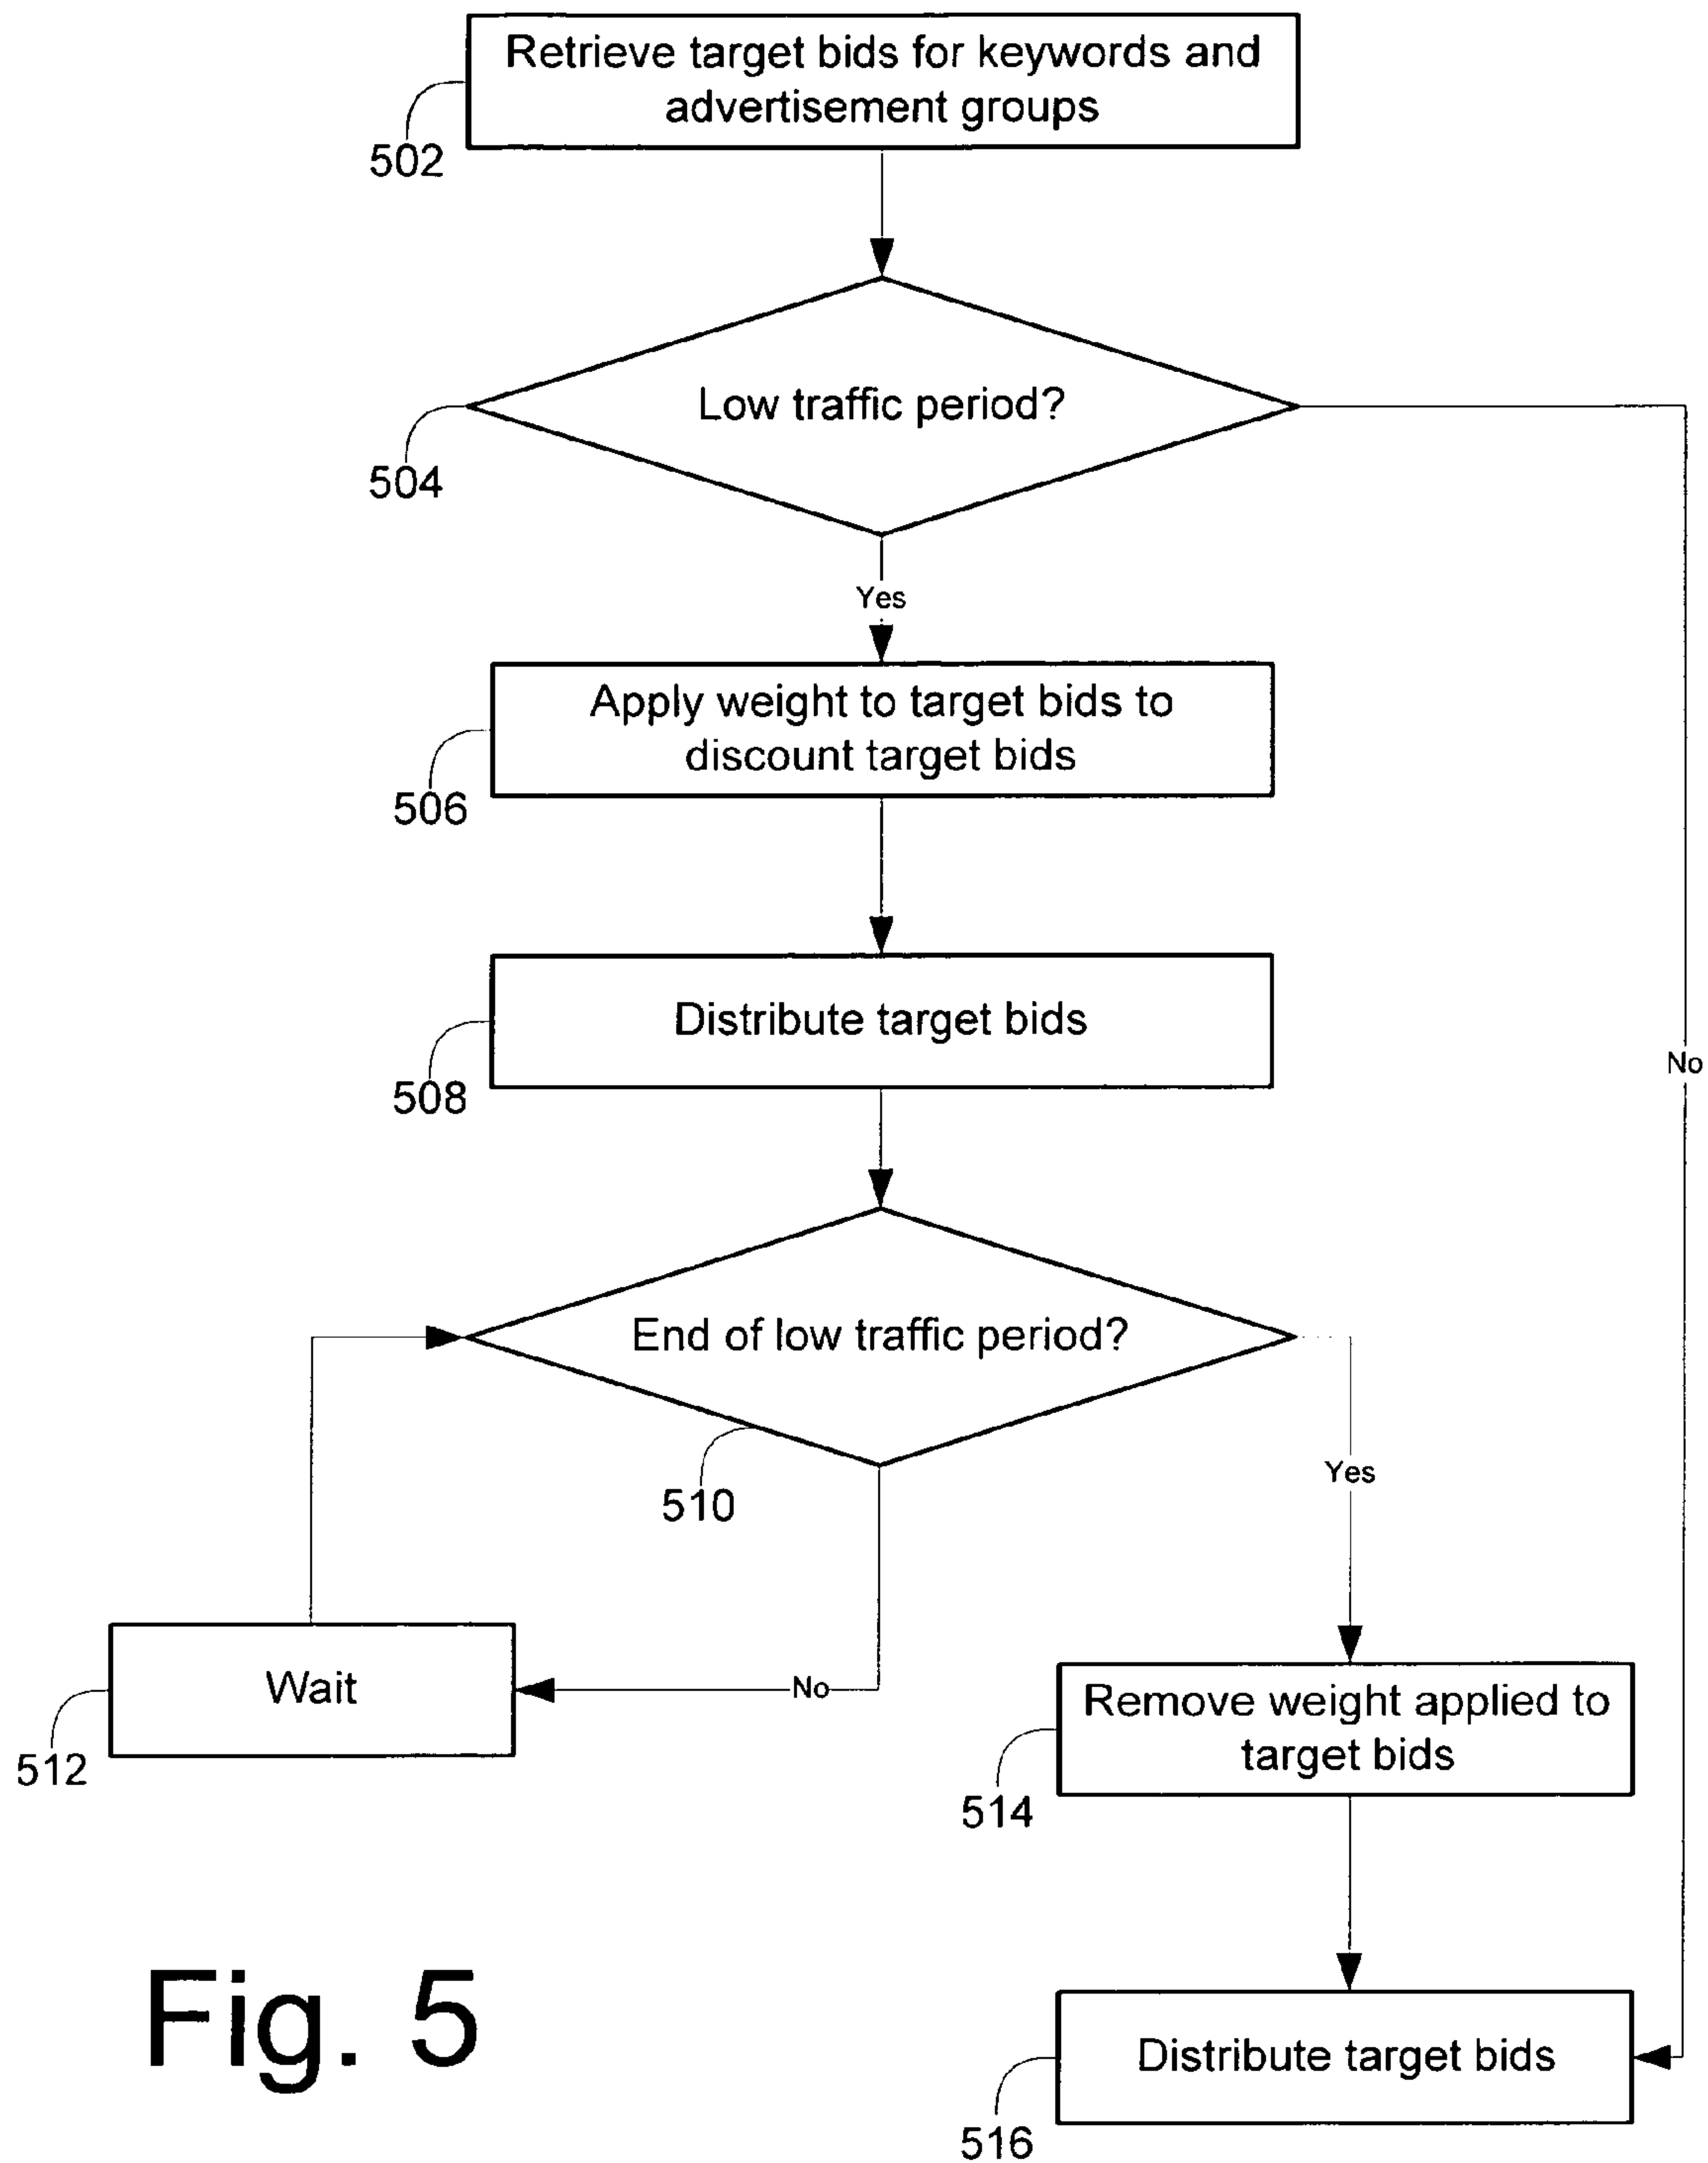 Retrieve target bids for keywords and
advertisement groups
502
Low traffic period?
504
Yes
Apply weight to target bids to
discount target bids
506
Distribute target bids
508
No
End of low traffic period?
510
Yes
Wait
No
512
Remove weight applied to
target bids
514
Distribute target bids
516
Fig. 5